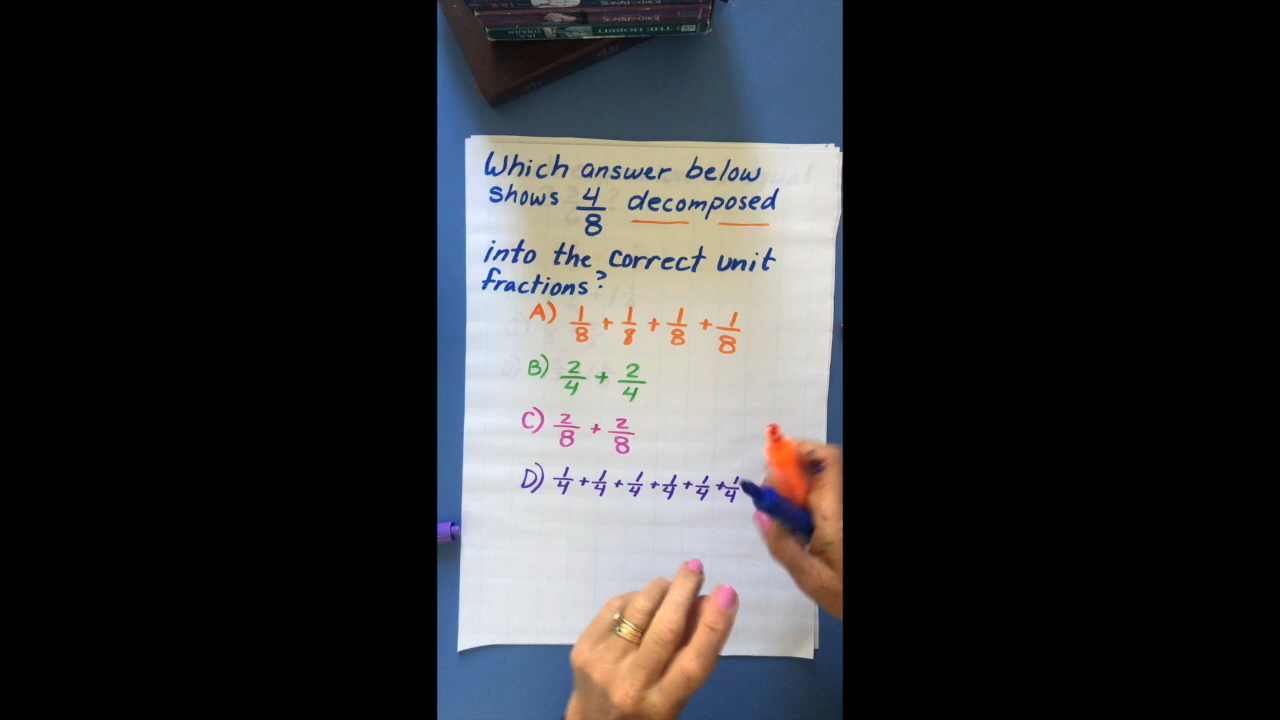 THE HOBBIT
Which answer below
shows 4/8 decomposed
into the correct unit
fractions?
A) 1/8 + 1/8 + 1/8 + 1/8
B) 2/4 + 2/4
C) 2/8 + 2/8
D) 1/4 + 1/4 + 1/4 + 1/4 + 1/4 + 1/4